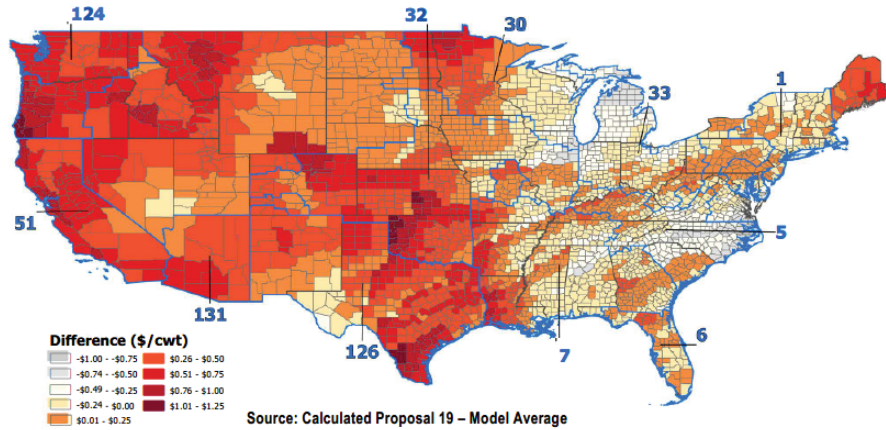 124
32
30
1
33
51
5
131
126
7
6
Difference ($/cwt)
-$1.00 - -$0.75
-$0.74 - -$0.50
-$0.49 - -$0.25
-$0.24 - $0.00
$0.01 - $0.25
$0.26 - $0.50
$0.51 - $0.75
$0.76 - $1.00
$1.01 - $1.25
Source: Calculated Proposal 19 – Model Average